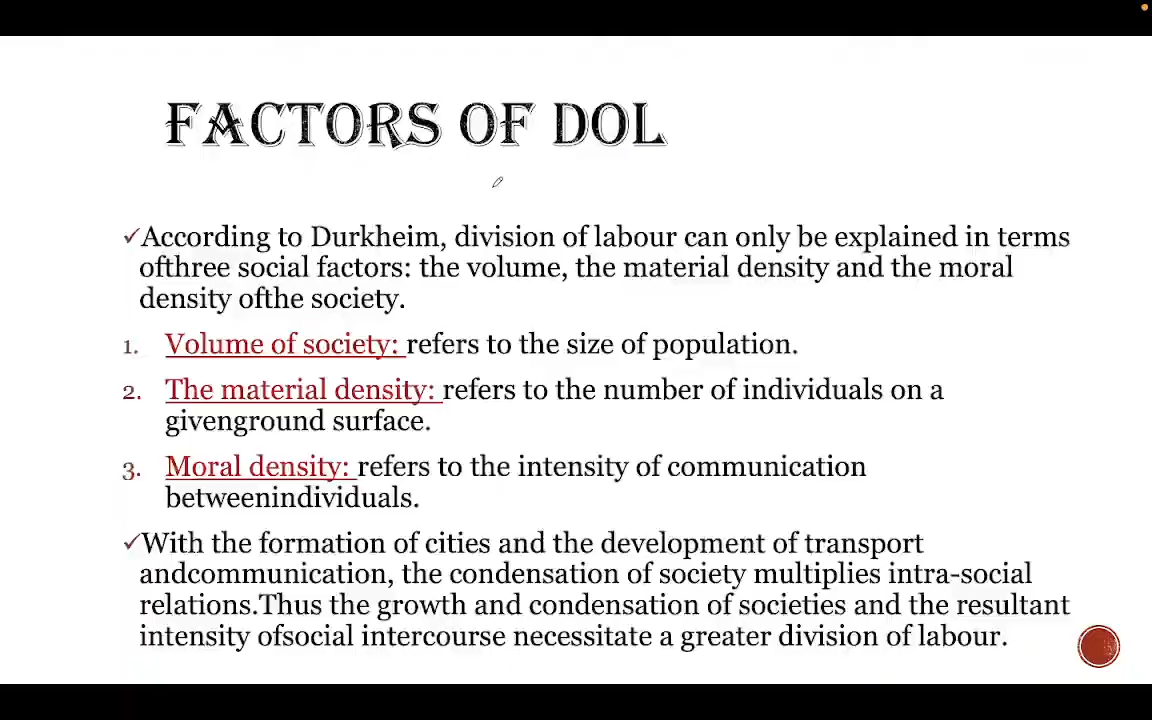 FACTORS OF DOL
✓According to Durkheim, division of labour can only be explained in terms
ofthree social factors: the volume, the material density and the moral
density ofthe society.
1. Volume of society: refers to the size of population.
2. The material density: refers to the number of individuals on a
givenground surface.
3. Moral density: refers to the intensity of communication
betweenindividuals.
✓With the formation of cities and the development of transport
andcommunication, the condensation of society multiplies intra-social
relations.Thus the growth and condensation of societies and the resultant
intensity ofsocial intercourse necessitate a greater division of labour.